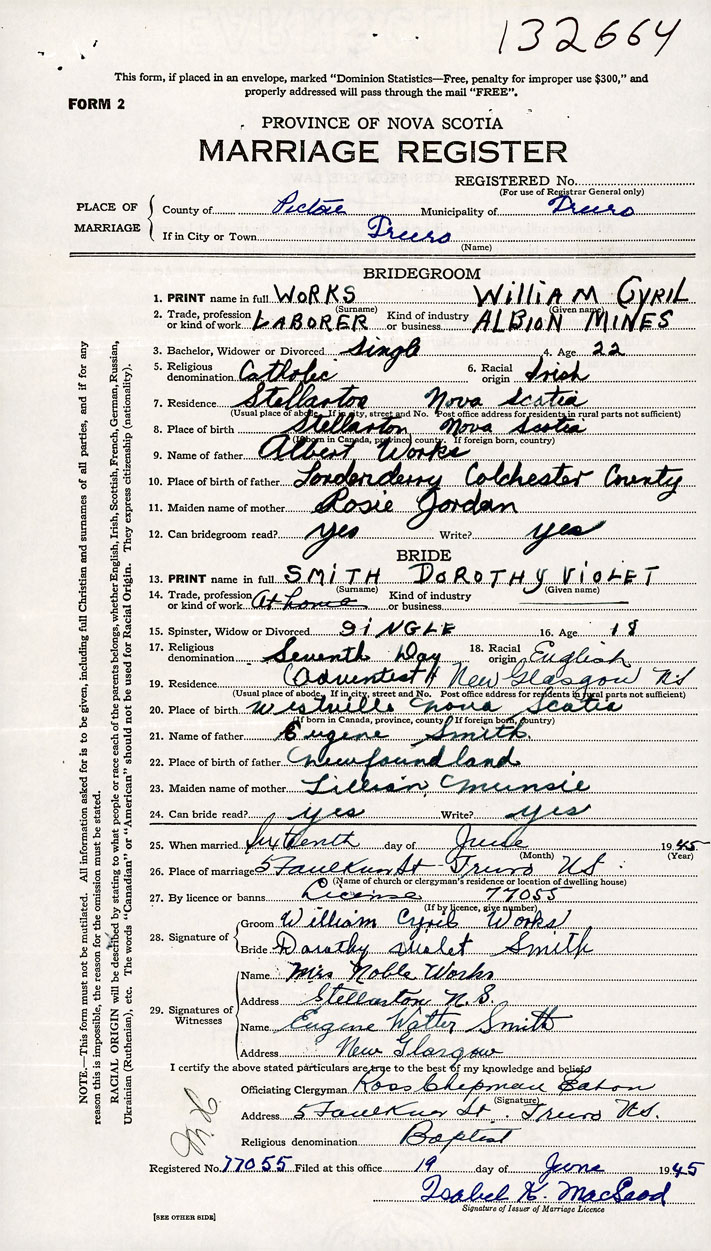 132664
This form, if placed in an envelope, marked "Dominion Statistics—Free, penalty for improper use $300," and
properly addressed will pass through the mail "FREE".
FORM 2
PROVINCE OF NOVA SCOTIA
MARRIAGE REGISTER
REGISTERED No.
(For use of Registrar General only)
PLACE OF MARRIAGE
County of Pictou Municipality of Truro
If in City or Town Truro
(Name)
BRIDEGROOM
1. PRINT name in full WORKS WilliAM CYRIL
(Surname) (Given name)
2. Trade, profession or kind of work LABORER Kind of industry or business ALBION MINES
3. Bachelor, Widower or Divorced Single 4. Age 22
5. Religious denomination Catholic 6. Racial origin Irish
7. Residence Stellarton Nova Scotia
(Usual place of abode. If in city, street and No. Post office address for residents in rural parts not sufficient)
8. Place of birth Stellarton Nova Scotia
(If born in Canada, province, county. If foreign born, country)
9. Name of father Albert Works
10. Place of birth of father Londenderry Colchester County
11. Maiden name of mother Rosie Jordan
12. Can bridegroom read? yes Write? yes
BRIDE
13. PRINT name in full SMITH DOROTHY VIOLET
(Surname) (Given name)
14. Trade, profession or kind of work At home Kind of industry or business
15. Spinster, Widow or Divorced SiNGLE 16. Age 18
17. Religious denomination Seventh Day 18. Racial origin English
Adventest
19. Residence New Glasgow NS
(Usual place of abode. If in city, street and No. Post office address for residents in rural parts not sufficient)
20. Place of birth Westville Nova Scotia
(If born in Canada, province, county. If foreign born, country)
21. Name of father Eugene Smith.
22. Place of birth of father Newfoundland
23. Maiden name of mother Lillian Munsie
24. Can bride read? yes Write? yes
25. When married Sixteenth day of June 1945
(Month) (Year)
26. Place of marriage 5 Faulkner St Truro NS.
(Name of church or clergyman's residence or location of dwelling house)
27. By licence or banns License 77055
(If by licence, give number)
28. Signature of
Groom William Cyril Works
Bride Dorothy Violet Smith
29. Signatures of Witnesses
Name Mrs Noble Works
Address Stellarton N.S.
Name Eugene Walter Smith
Address New Glasgow
I certify the above stated particulars are true to the best of my knowledge and belief.
Officiating Clergyman Ross Chepman Eaton
(Signature)
Address 5 Faulkner St. Truro NS.
Religious denomination Baptist
Registered No. 77055 Filed at this office 19 day of June 1945
Isabel K. MacLeod
Signature of Issuer of Marriage Licence
[SEE OTHER SIDE]
NOTE.—This form must not be mutilated. All information asked for is to be given, including full Christian and surnames of all parties, and if for any
reason this is impossible, the reason for the omission must be stated.
RACIAL ORIGIN will be described by stating to what people or race each of the parents belongs, whether English, Irish, Scottish, French, German, Russian,
Ukrainian (Ruthenian), etc. The words "Canadian" or "American" should not be used for Racial Origin. They express citizenship (nationality).